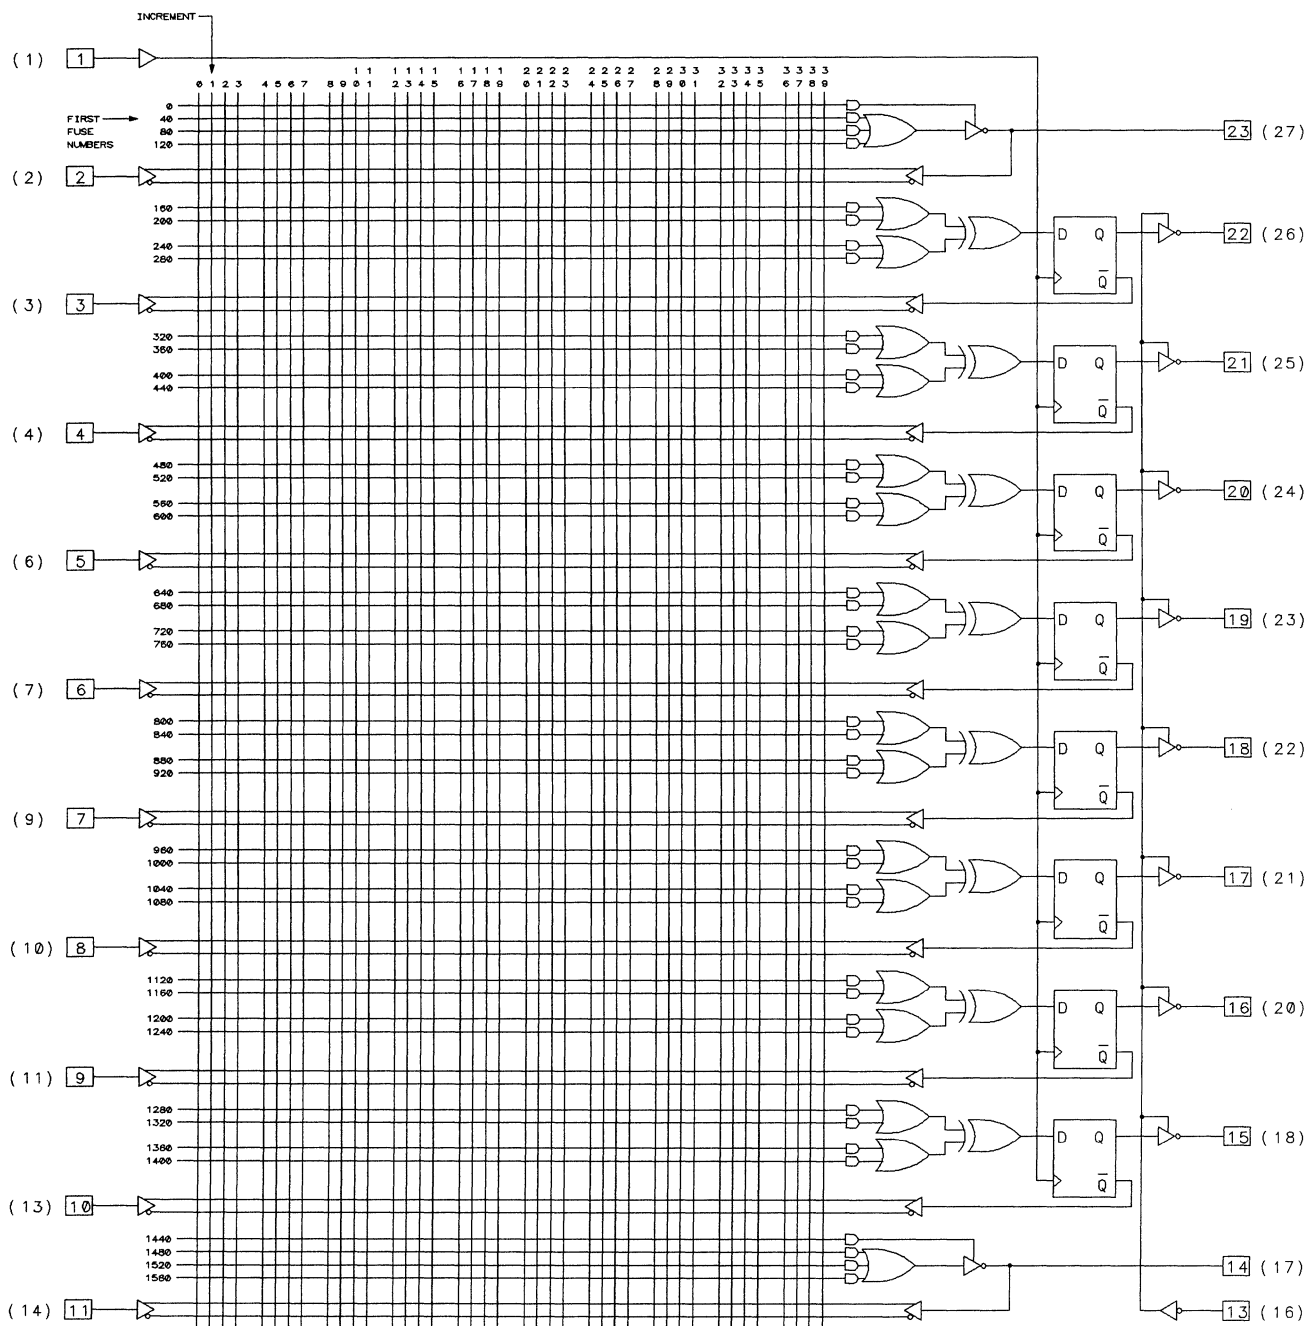 INCREMENT
(1) 1
1 1 1 1 1 1 1 1 1 1 2 2 2 2 2 2 2 2 2 2 3 3 3 3 3 3 3 3 3 3
0 1 2 3 4 5 6 7 8 9 0 1 2 3 4 5 6 7 8 9 0 1 2 3 4 5 6 7 8 9 0 1 2 3 4 5 6 7 8 9
0
FIRST 40
FUSE 80 23 (27)
NUMBERS 120
(2) 2
160
200
D Q 22 (26)
240
280 Q̅
(3) 3
320
360
D Q 21 (25)
400
440 Q̅
(4) 4
480
520
D Q 20 (24)
560
600 Q̅
(6) 5
640
680
D Q 19 (23)
720
760 Q̅
(7) 6
800
840
D Q 18 (22)
880
920 Q̅
(9) 7
960
1000
D Q 17 (21)
1040
1080 Q̅
(10) 8
1120
1160
D Q 16 (20)
1200
1240 Q̅
(11) 9
1280
1320
D Q 15 (18)
1360
1400 Q̅
(13) 10
1440
1480
1520 14 (17)
1560
(14) 11 13 (16)